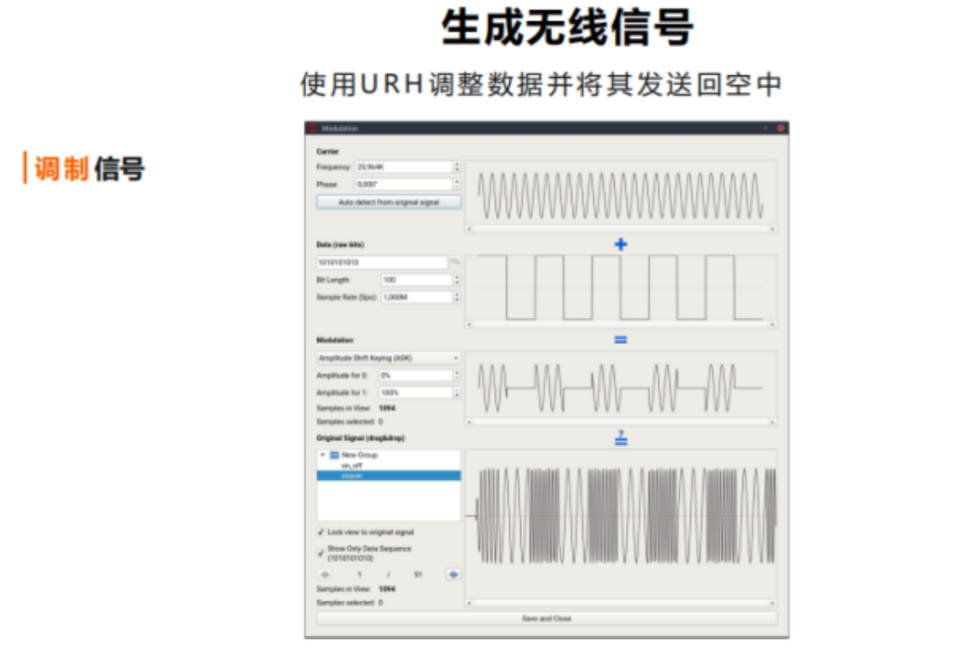 生成无线信号
使用URH调整数据并将其发送回空中
调制信号
Modulation
Carrier
Frequency: 25,964K
Phase: 0,000°
Auto detect from original signal
+
Data (raw bits)
1010101010
Bit Length: 100
Sample Rate (Sps): 1,000M
=
Modulation
Amplitude Shift Keying (ASK)
Amplitude for 0: 0%
Amplitude for 1: 100%
Samples in View: 1094
Samples selected: 0
?
=
Original Signal (drag&drop)
New Group
on_off
Lock view to original signal
Show Only Data Sequence
(1010101010)
1 / 91
Samples in View: 1094
Samples selected: 0
Save and Close